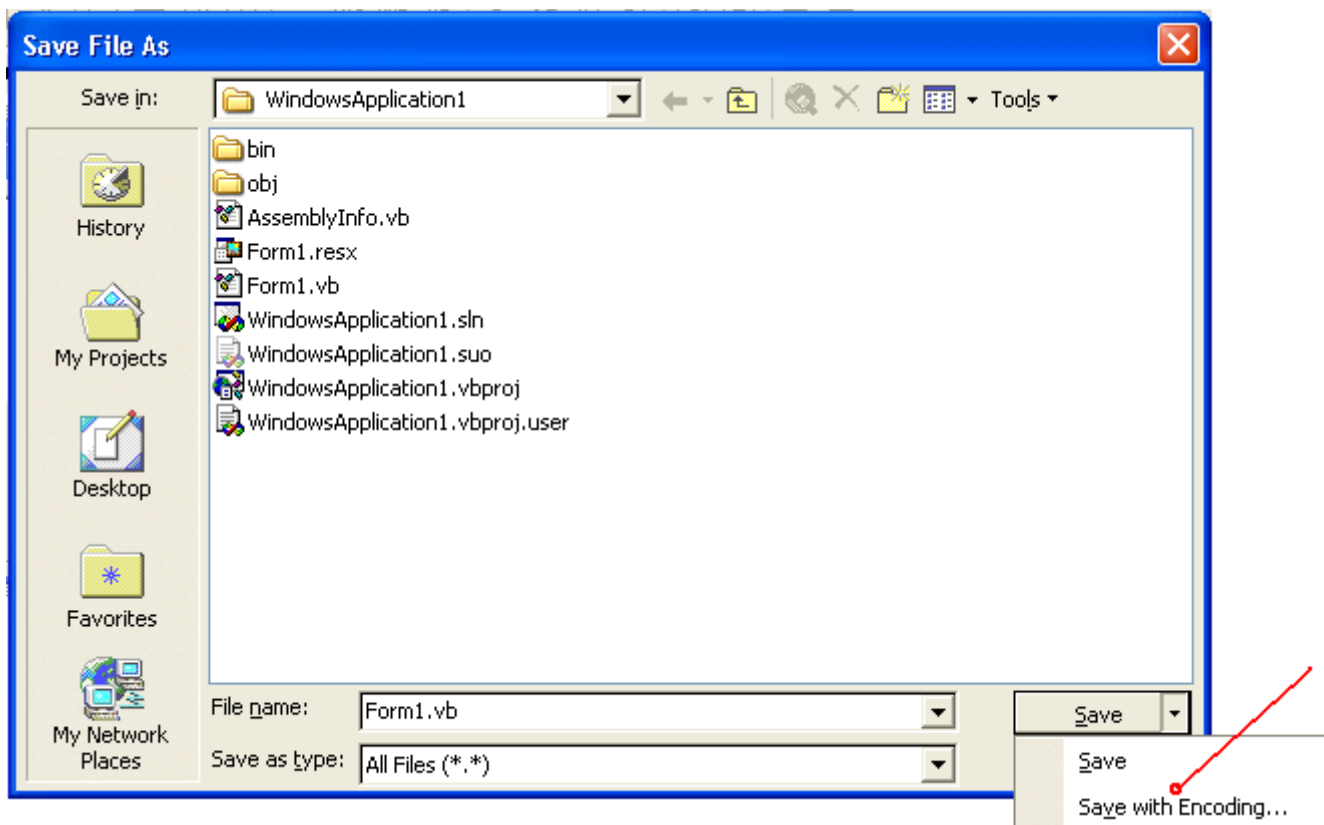 Save File As
Save in:
WindowsApplication1
Tools
History
My Projects
Desktop
Favorites
My Network
Places
bin
obj
AssemblyInfo.vb
Form1.resx
Form1.vb
WindowsApplication1.sln
WindowsApplication1.suo
WindowsApplication1.vbproj
WindowsApplication1.vbproj.user
File name:
Form1.vb
Save
Save as type:
All Files (*.*)
Save
Save with Encoding...